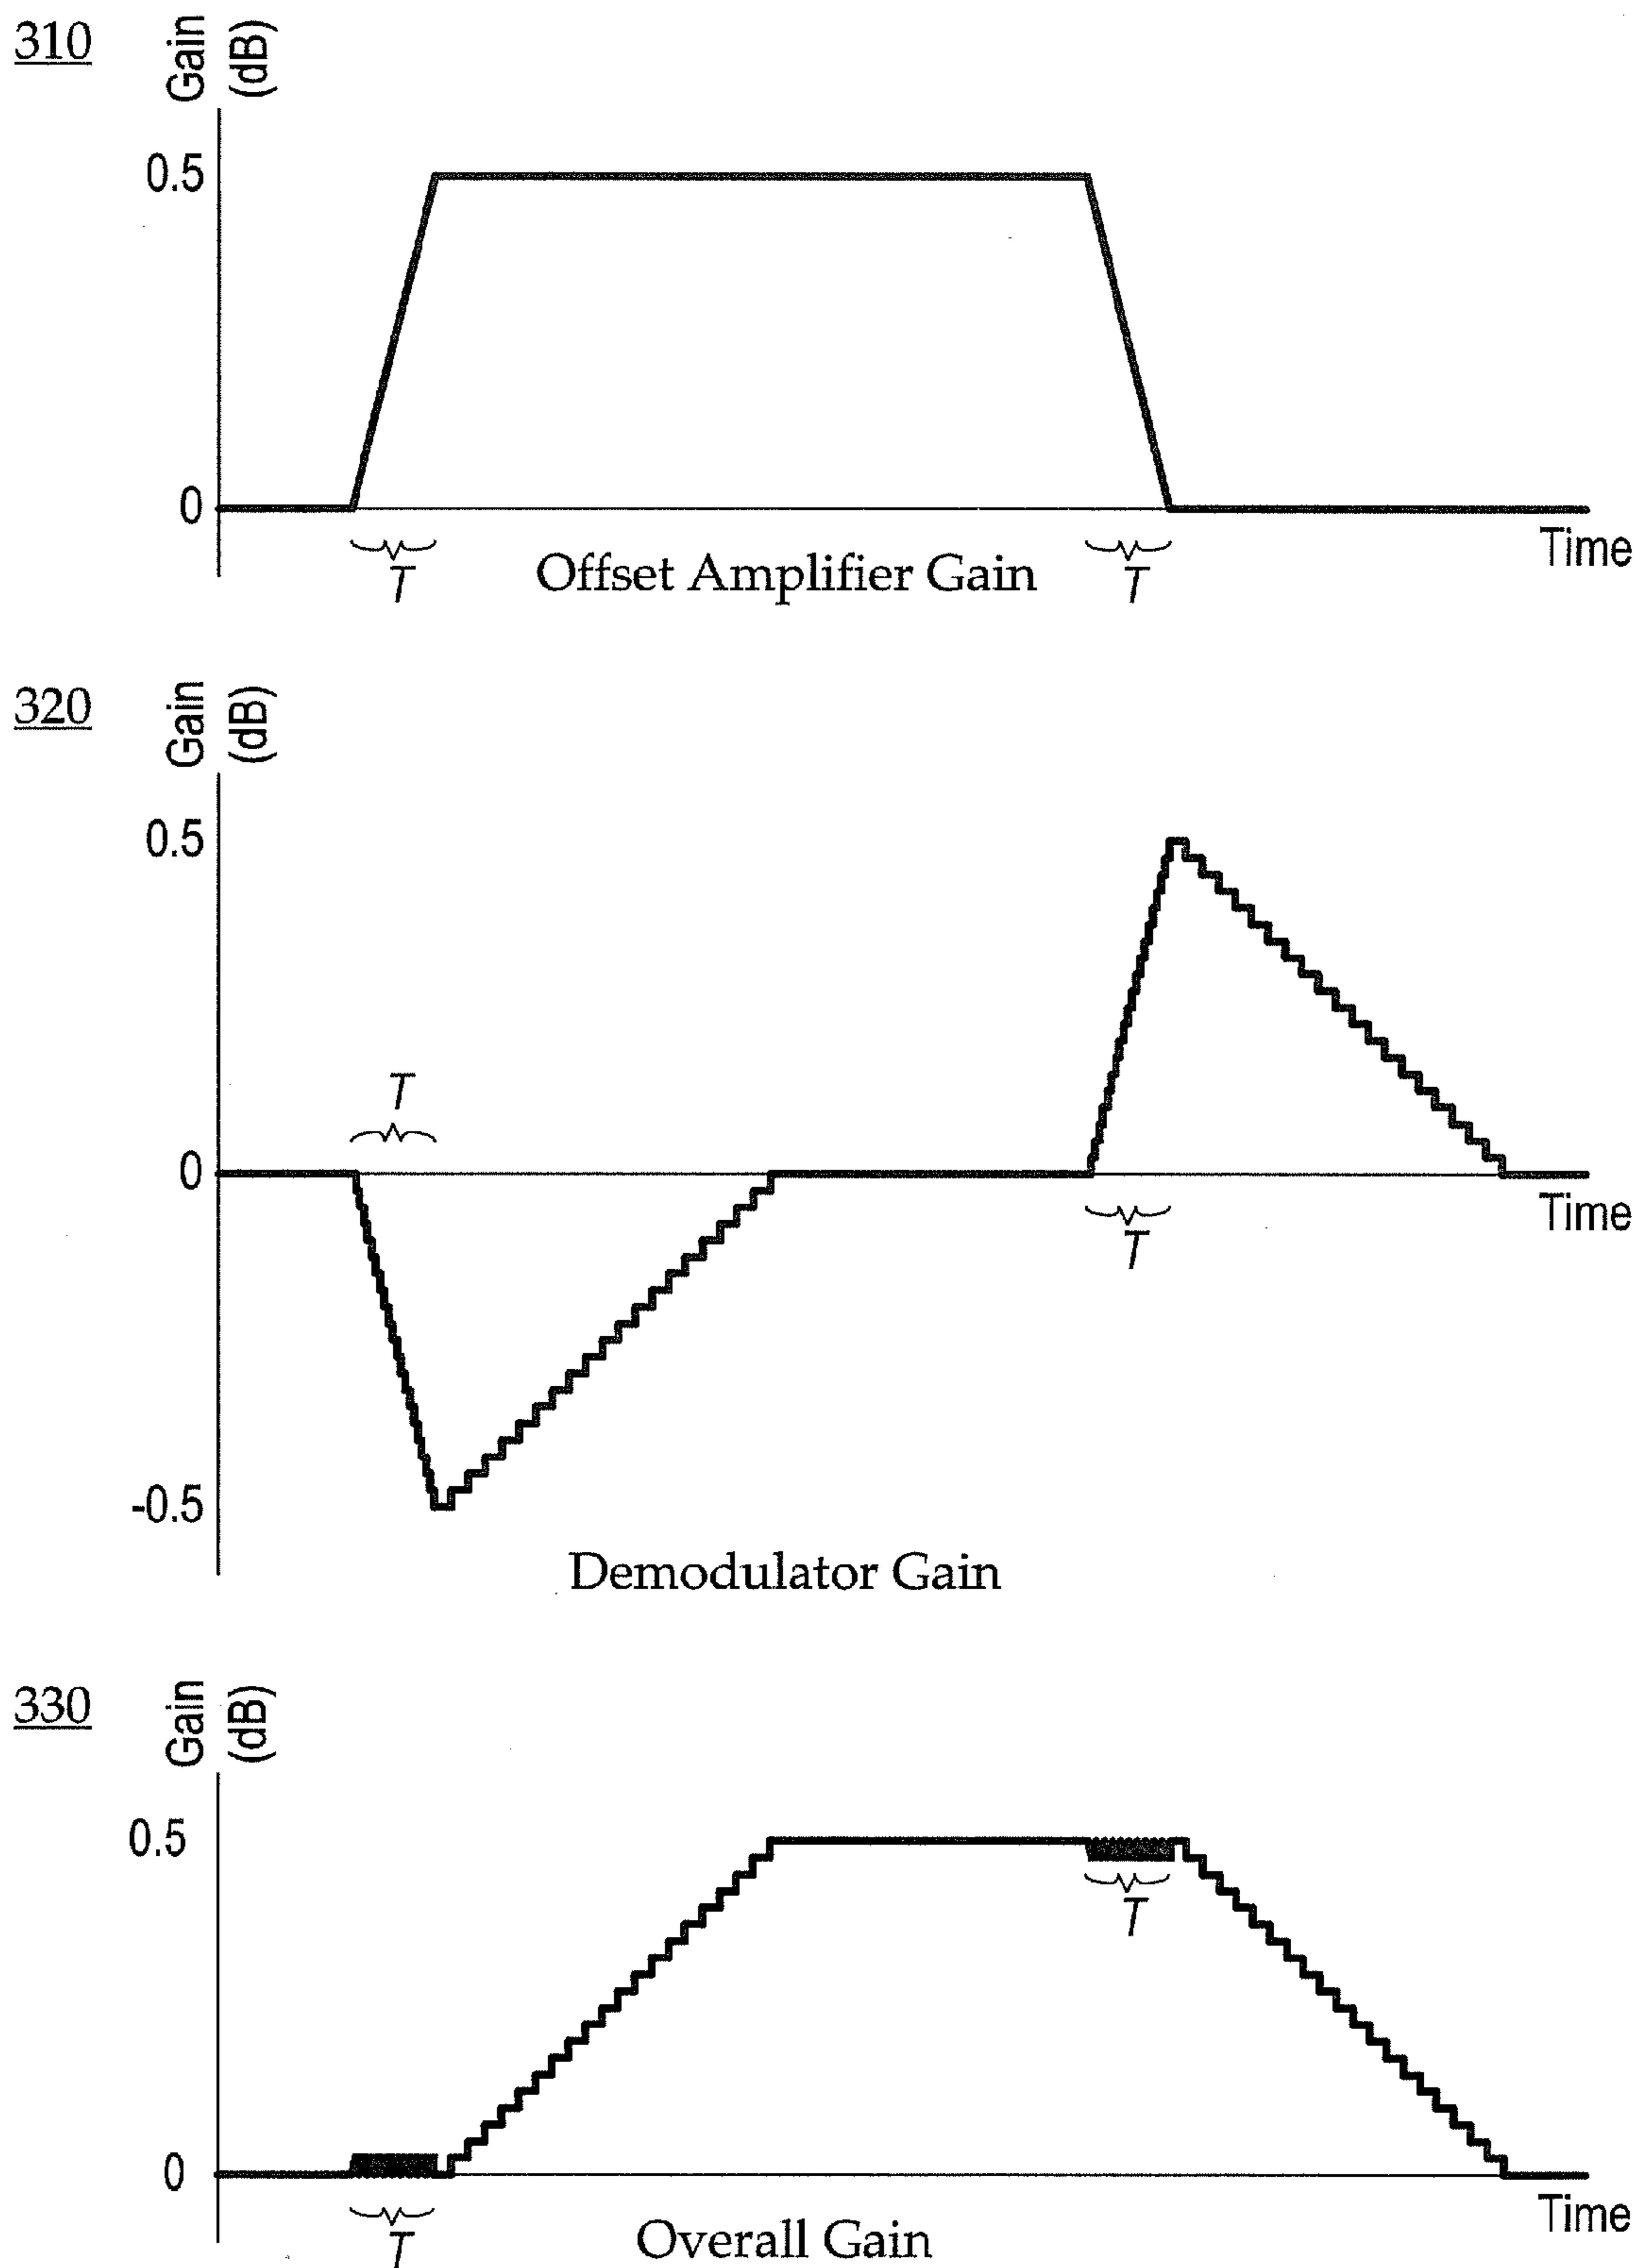 310
Gain
(dB)
0.5
0
Time
T
Offset Amplifier Gain
T
320
Gain
(dB)
0.5
T
0
Time
T
-0.5
Demodulator Gain
330
Gain
(dB)
0.5
T
0
Time
T
Overall Gain